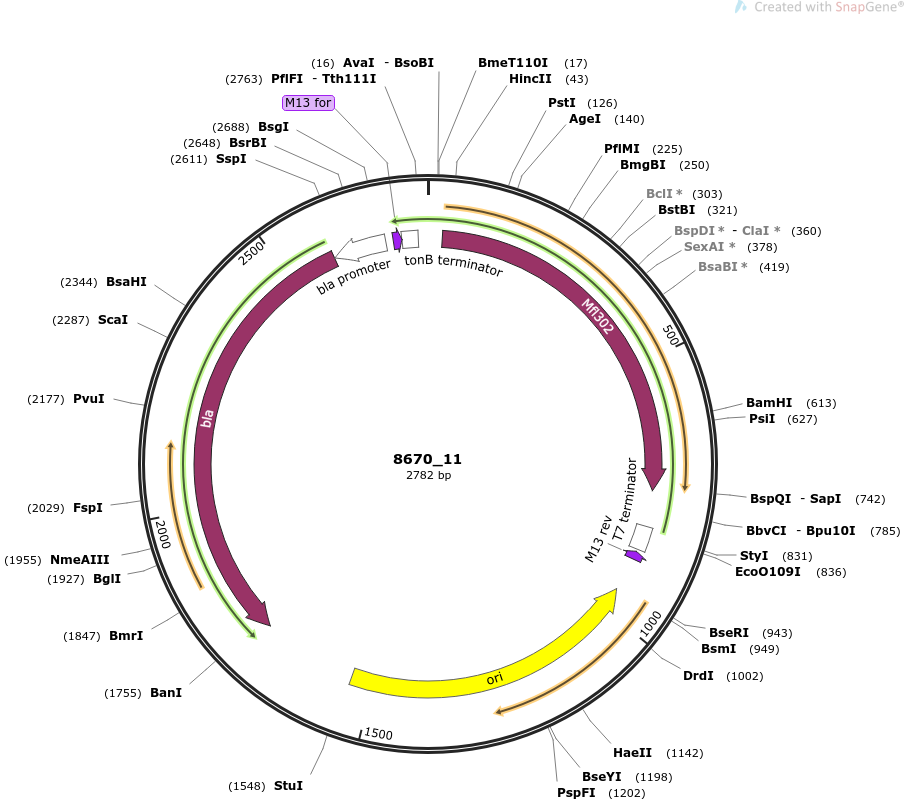 Created with SnapGene®
(16) AvaI - BsoBI
BmeT110I (17)
(2763) PflFI - Tth111I
HincII (43)
M13 for
PstI (126)
AgeI (140)
(2688) BsgI
(2648) BsrBI
(2611) SspI
PflMI (225)
BmgBI (250)
BclI * (303)
BstBI (321)
BspDI * - ClaI * (360)
SexAI * (378)
BsaBI * (419)
2500
bla promoter
tonB terminator
(2344) BsaHI
(2287) ScaI
Mfl302
500
(2177) PvuI
bla
BamHI (613)
PsiI (627)
8670_11
2782 bp
(2029) FspI
2000
BspQI - SapI (742)
T7 terminator
M13 rev
BbvCI - Bpu10I (785)
(1955) NmeAIII
(1927) BglI
StyI (831)
EcoO109I (836)
(1847) BmrI
1000
BseRI (943)
BsmI (949)
DrdI (1002)
ori
(1755) BanI
1500
HaeII (1142)
(1548) StuI
BseYI (1198)
PspFI (1202)